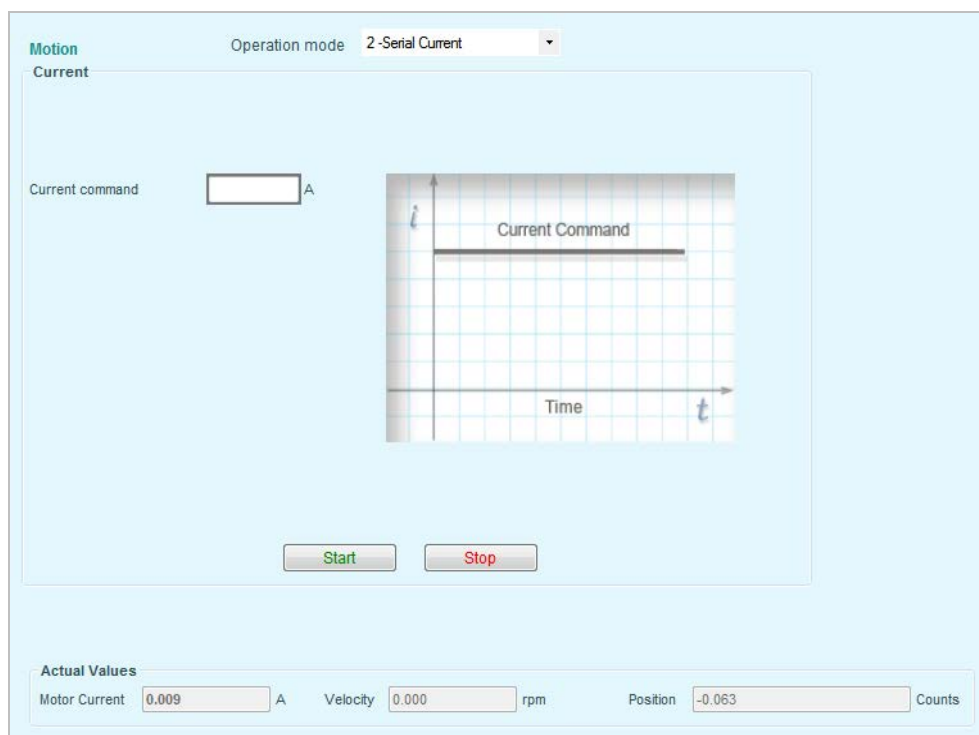 Motion
Operation mode 2 -Serial Current
Current
Current command A
i
Current Command
Time
t
Start Stop
Actual Values
Motor Current 0.009 A Velocity 0.000 rpm Position -0.063 Counts